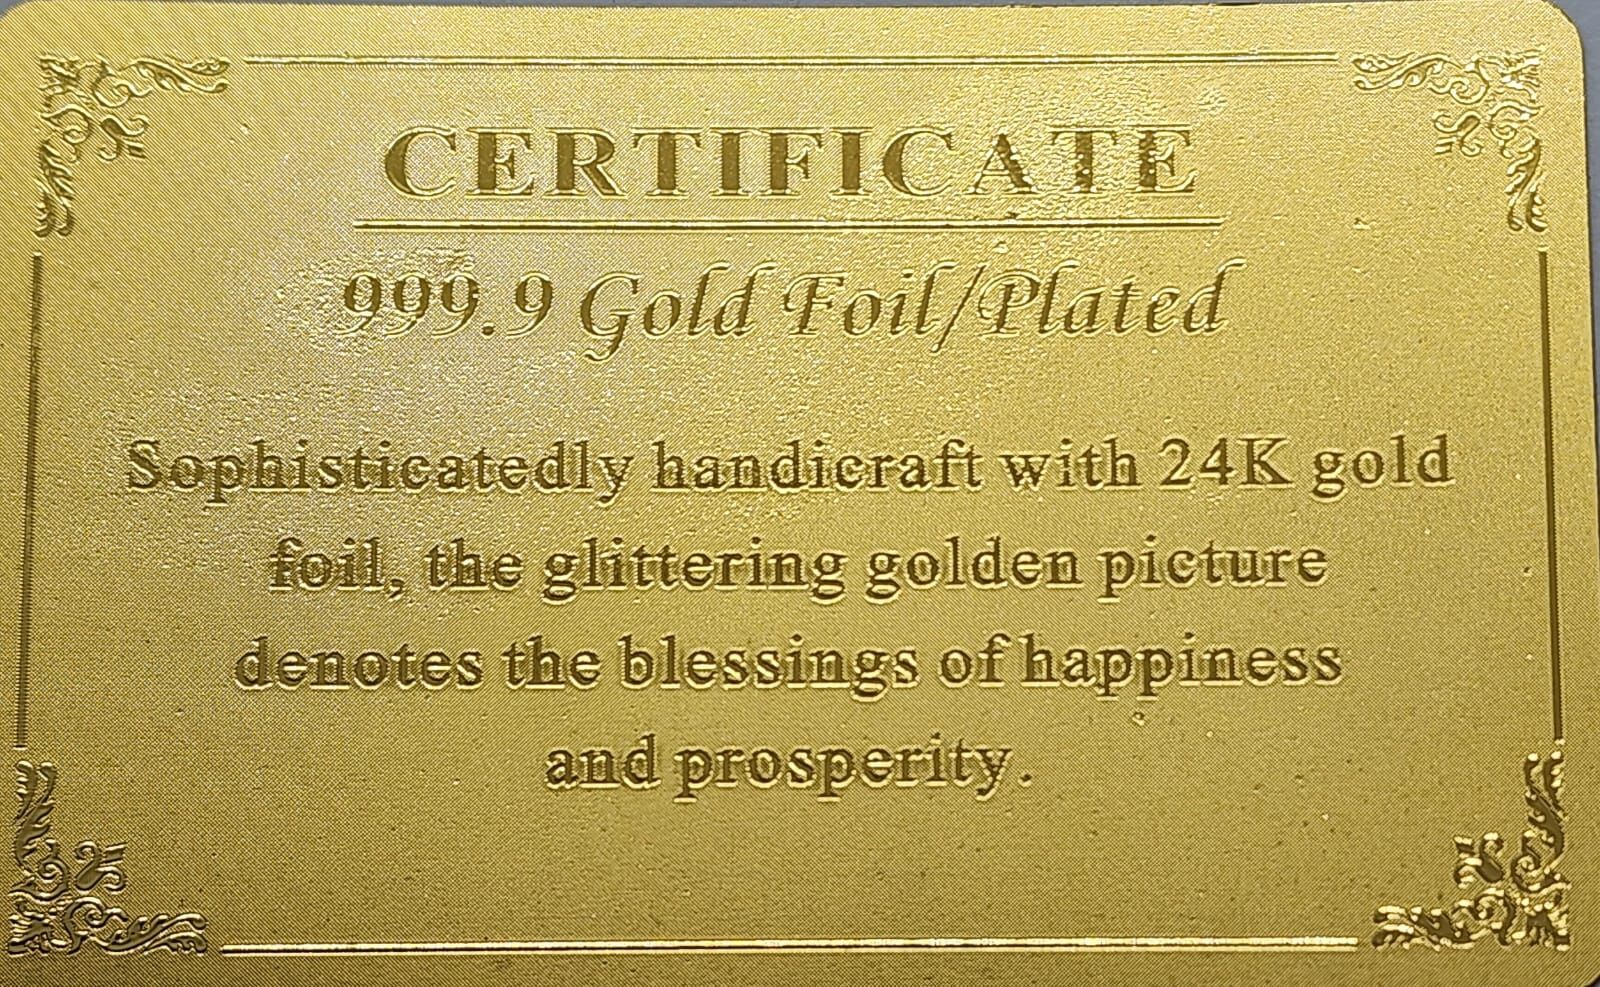 CERTIFICATE
999.9 Gold Foil/Plated
Sophisticatedly handicraft with 24K gold
foil, the glittering golden picture
denotes the blessings of happiness
and prosperity.